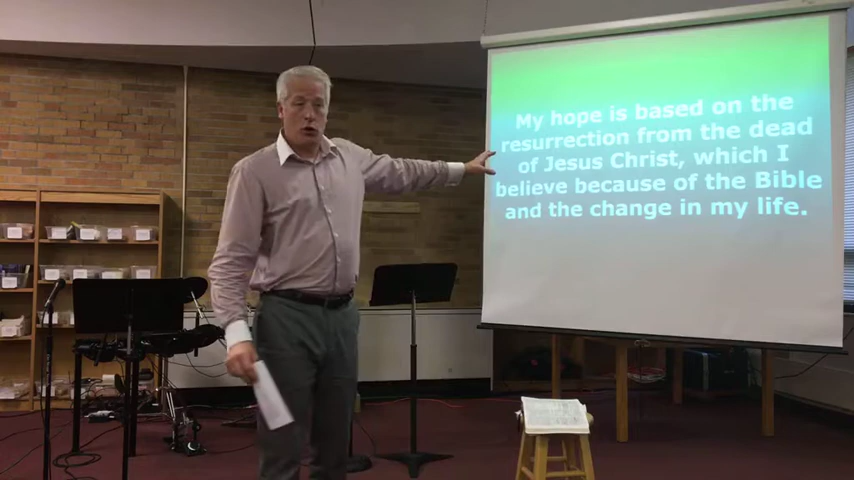 My hope is based on the
resurrection from the dead
of Jesus Christ, which I
believe because of the Bible
and the change in my life.